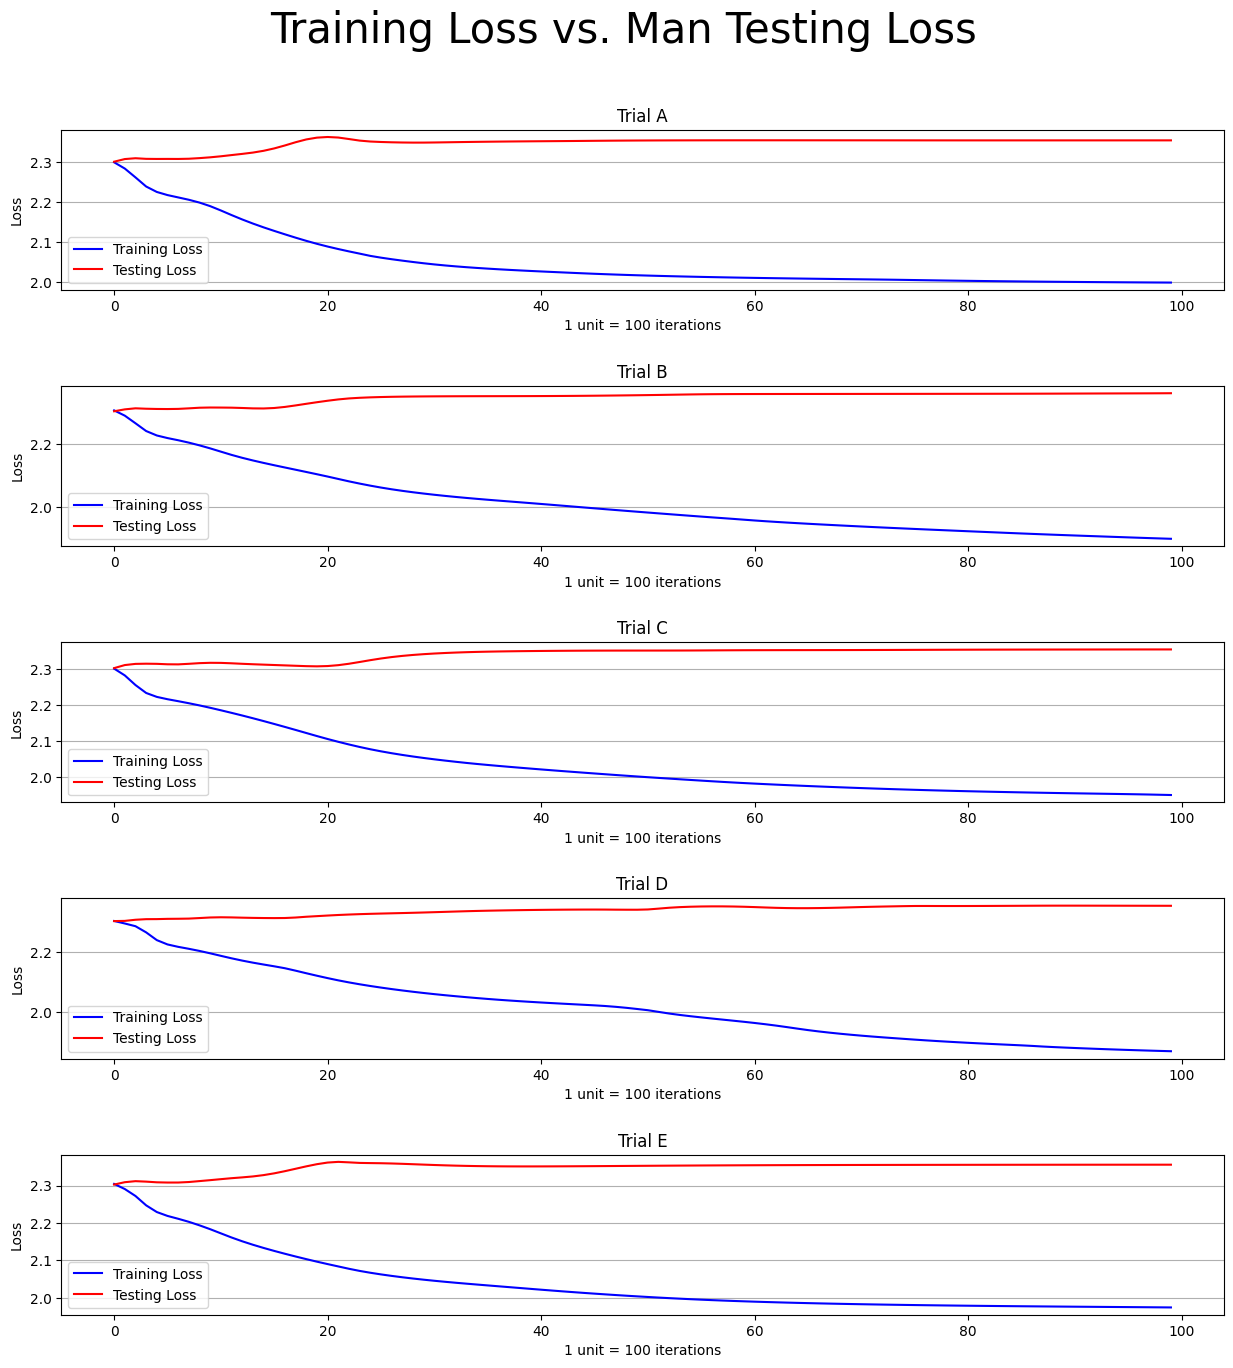 Training Loss vs. Man Testing Loss
Trial A
Loss
2.3
2.2
2.1
2.0
Training Loss
Testing Loss
0 20 40 60 80 100
1 unit = 100 iterations
Trial B
Loss
2.2
2.0
Training Loss
Testing Loss
0 20 40 60 80 100
1 unit = 100 iterations
Trial C
Loss
2.3
2.2
2.1
2.0
Training Loss
Testing Loss
0 20 40 60 80 100
1 unit = 100 iterations
Trial D
Loss
2.2
2.0
Training Loss
Testing Loss
0 20 40 60 80 100
1 unit = 100 iterations
Trial E
Loss
2.3
2.2
2.1
2.0
Training Loss
Testing Loss
0 20 40 60 80 100
1 unit = 100 iterations